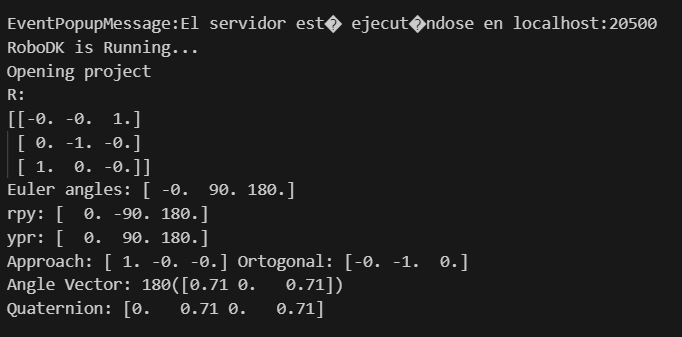 EventPopupMessage:El servidor est� ejecut�ndose en localhost:20500
RoboDK is Running...
Opening project
R:
[[-0. -0.  1.]
 [ 0. -1. -0.]
 [ 1.  0. -0.]]
Euler angles: [ -0.  90. 180.]
rpy: [  0. -90. 180.]
ypr: [  0.  90. 180.]
Approach: [ 1. -0. -0.] Ortogonal: [-0. -1.  0.]
Angle Vector: 180([0.71 0.   0.71])
Quaternion: [0.   0.71 0.   0.71]